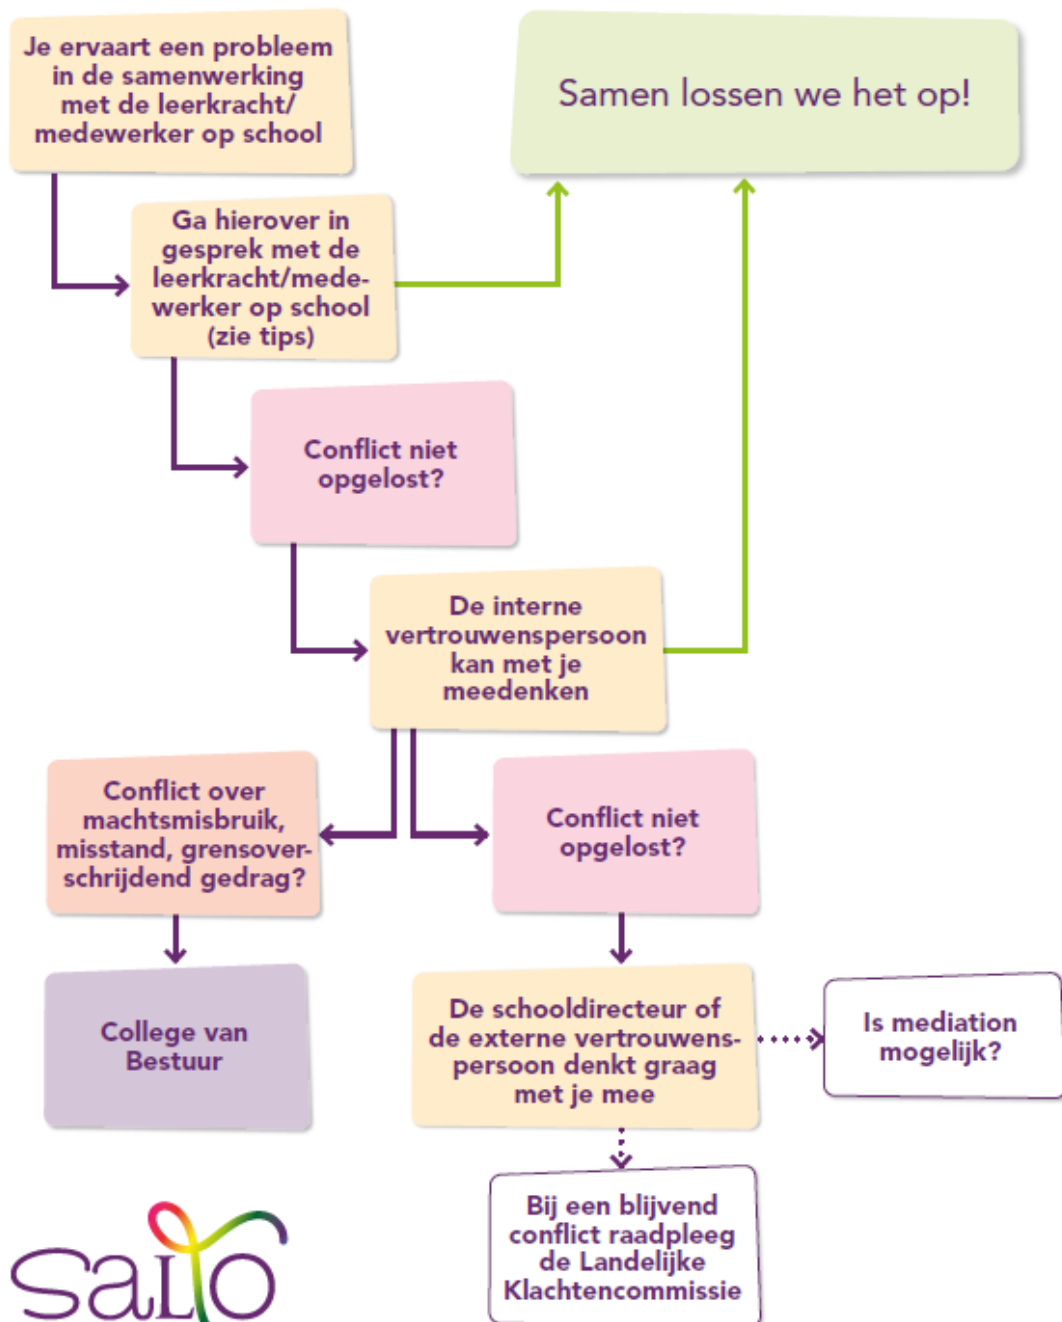 Je ervaart een probleem
in de samenwerking
met de leerkracht/
medewerker op school
Samen lossen we het op!
Ga hierover in
gesprek met de
leerkracht/mede-
werker op school
(zie tips)
Conflict niet
opgelost?
De interne
vertrouwenspersoon
kan met je
meedenken
Conflict over
machtsmisbruik,
misstand, grensover-
schrijdend gedrag?
Conflict niet
opgelost?
College van
Bestuur
De schooldirecteur of
de externe vertrouwens-
persoon denkt graag
met je mee
Is mediation
mogelijk?
Bij een blijvend
conflict raadpleeg
de Landelijke
Klachtencommissie
SALTO